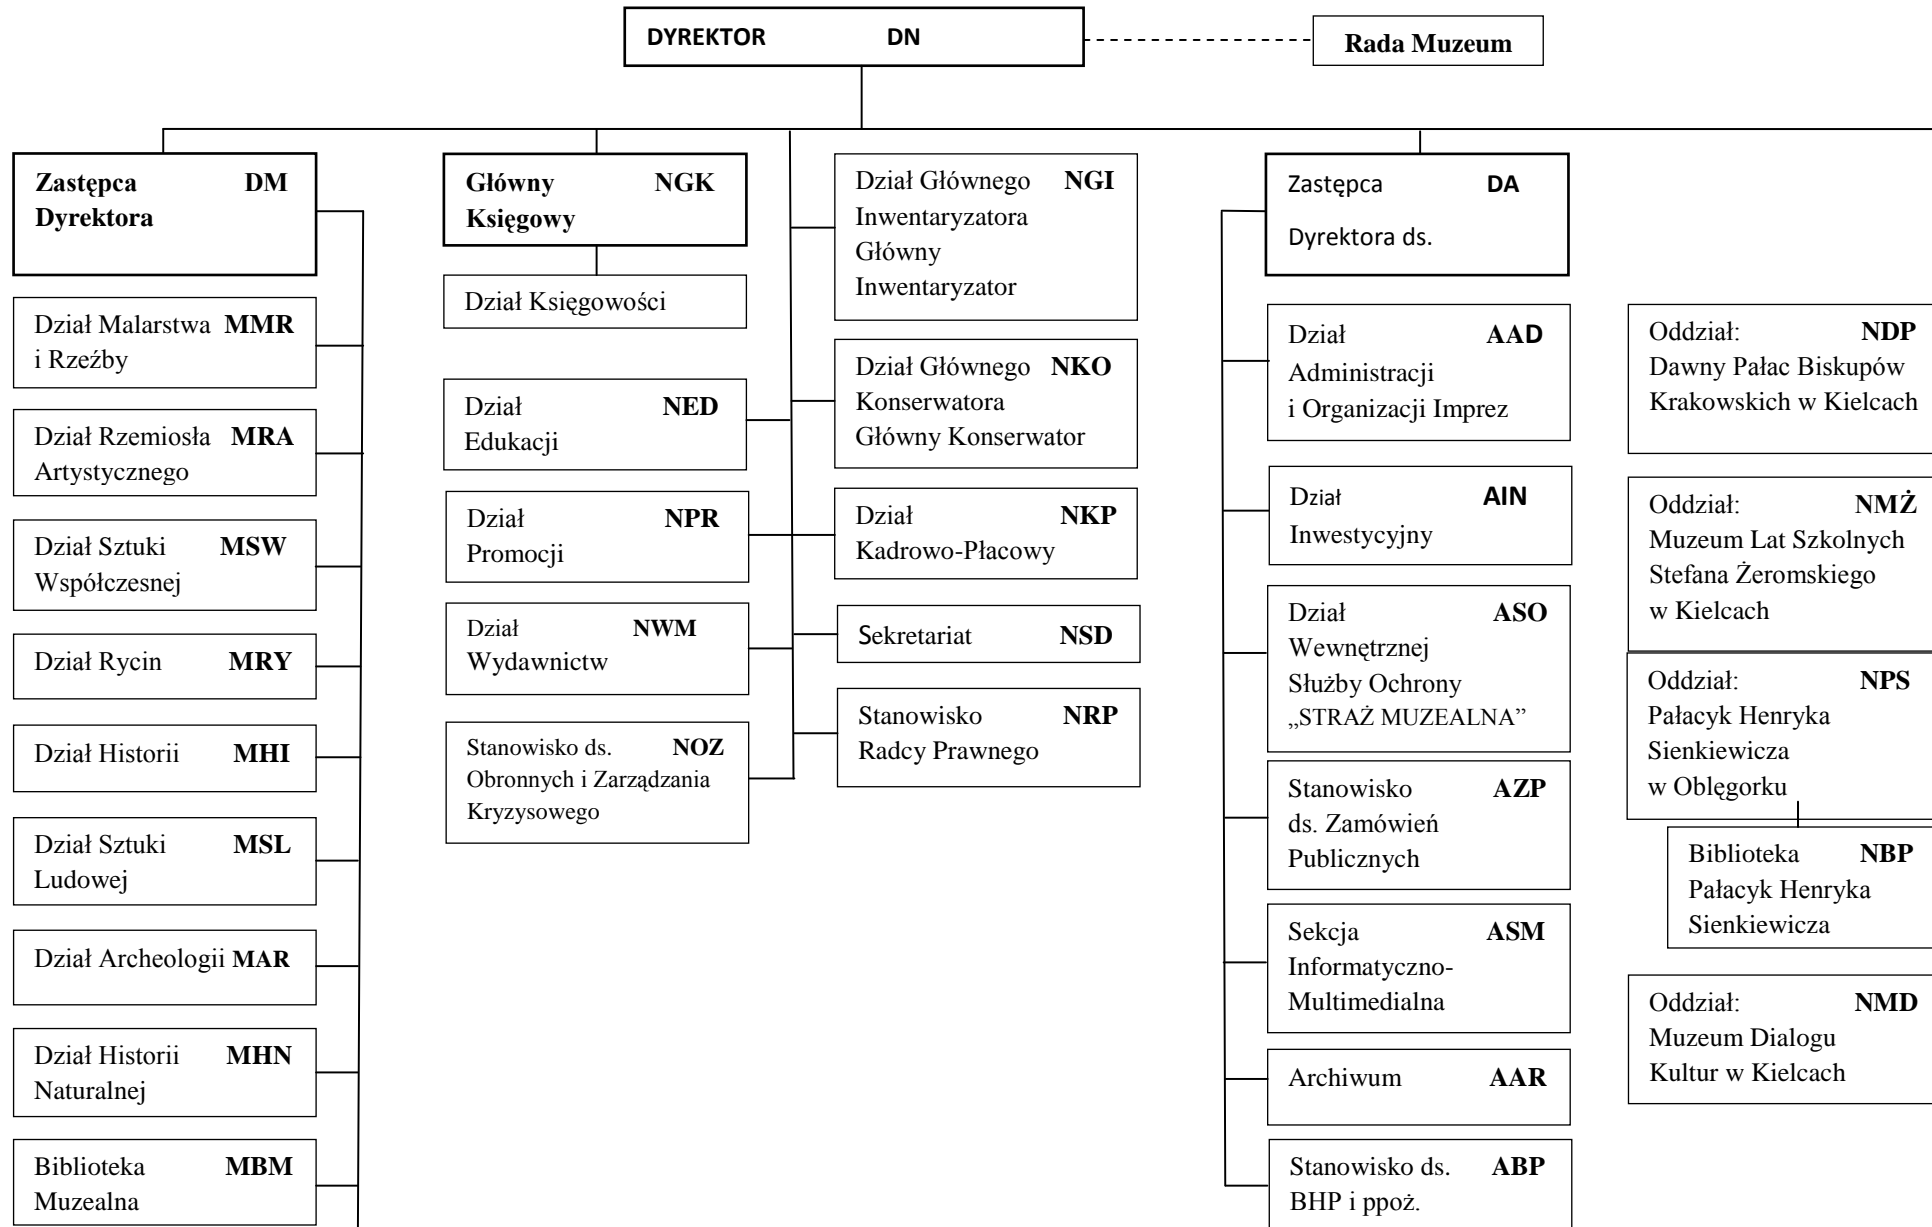 DYREKTOR DN
Rada Muzeum
Zastępca DM
Dyrektora
Dział Malarstwa MMR
i Rzeźby
Dział Rzemiosła MRA
Artystycznego
Dział Sztuki MSW
Współczesnej
Dział Rycin MRY
Dział Historii MHI
Dział Sztuki MSL
Ludowej
Dział Archeologii MAR
Dział Historii MHN
Naturalnej
Biblioteka MBM
Muzealna
Główny NGK
Księgowy
Dział Księgowości
Dział NED
Edukacji
Dział NPR
Promocji
Dział NWM
Wydawnictw
Stanowisko ds. NOZ
Obronnych i Zarządzania
Kryzysowego
Dział Głównego NGI
Inwentaryzatora
Główny
Inwentaryzator
Dział Głównego NKO
Konserwatora
Główny Konserwator
Dział NKP
Kadrowo-Płacowy
Sekretariat NSD
Stanowisko NRP
Radcy Prawnego
Zastępca DA
Dyrektora ds.
Dział AAD
Administracji
i Organizacji Imprez
Dział AIN
Inwestycyjny
Dział ASO
Wewnętrznej
Służby Ochrony
„STRAŻ MUZEALNA”
Stanowisko AZP
ds. Zamówień
Publicznych
Sekcja ASM
Informatyczno-
Multimedialna
Archiwum AAR
Stanowisko ds. ABP
BHP i ppoż.
Oddział: NDP
Dawny Pałac Biskupów
Krakowskich w Kielcach
Oddział: NMŻ
Muzeum Lat Szkolnych
Stefana Żeromskiego
w Kielcach
Oddział: NPS
Pałacyk Henryka
Sienkiewicza
w Oblęgorku
Biblioteka NBP
Pałacyk Henryka
Sienkiewicza
Oddział: NMD
Muzeum Dialogu
Kultur w Kielcach